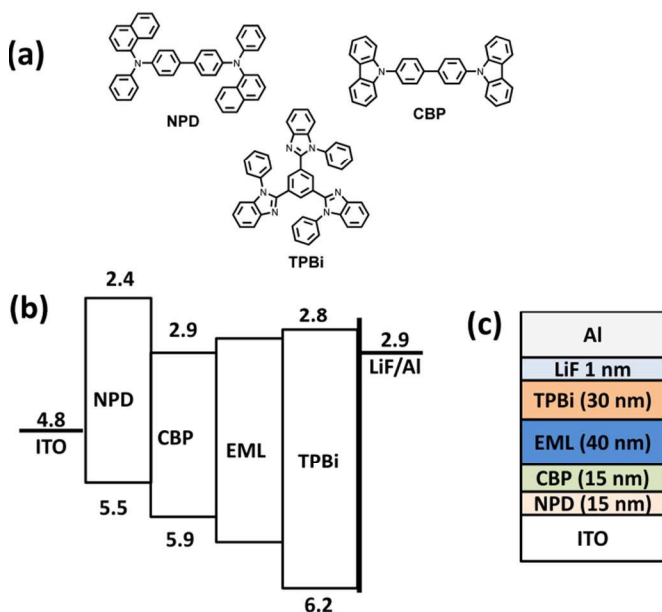 (a)
N
N
NPD
N
N
CBP
N
N
N
N
N
N
TPBi
(b)
2.4
2.9
2.8
2.9
LiF/Al
NPD
4.8
ITO
CBP
EML
TPBi
5.5
5.9
6.2
(c)
Al
LiF 1 nm
TPBi (30 nm)
EML (40 nm)
CBP (15 nm)
NPD (15 nm)
ITO